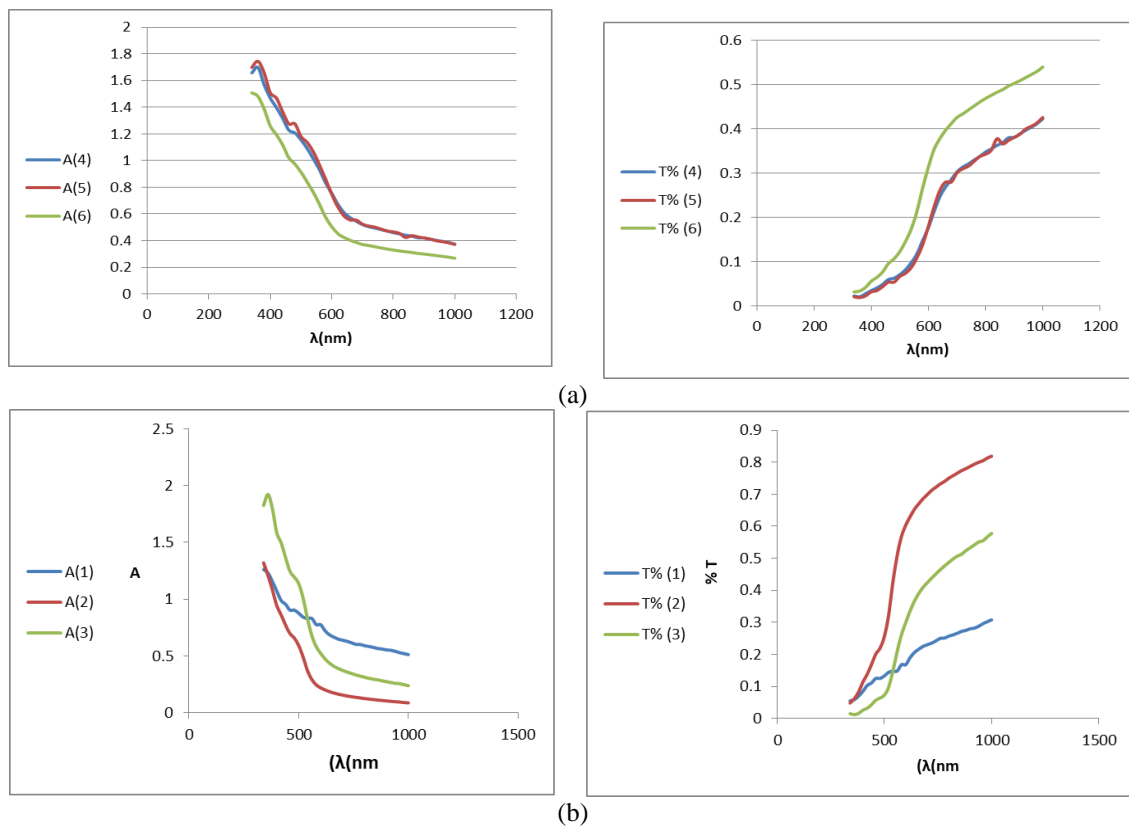 2
1.8
1.6
1.4
1.2
1
0.8
0.6
0.4
0.2
0
0 200 400 600 800 1000 1200
λ(nm)
A(4)
A(5)
A(6)
0.6
0.5
0.4
0.3
0.2
0.1
0
0 200 400 600 800 1000 1200
λ(nm)
T% (4)
T% (5)
T% (6)
(a)
2.5
2
1.5
1
0.5
0
0 500 1000 1500
A
(λ(nm
A(1)
A(2)
A(3)
0.9
0.8
0.7
0.6
0.5
0.4
0.3
0.2
0.1
0
0 500 1000 1500
% T
(λ(nm
T% (1)
T% (2)
T% (3)
(b)